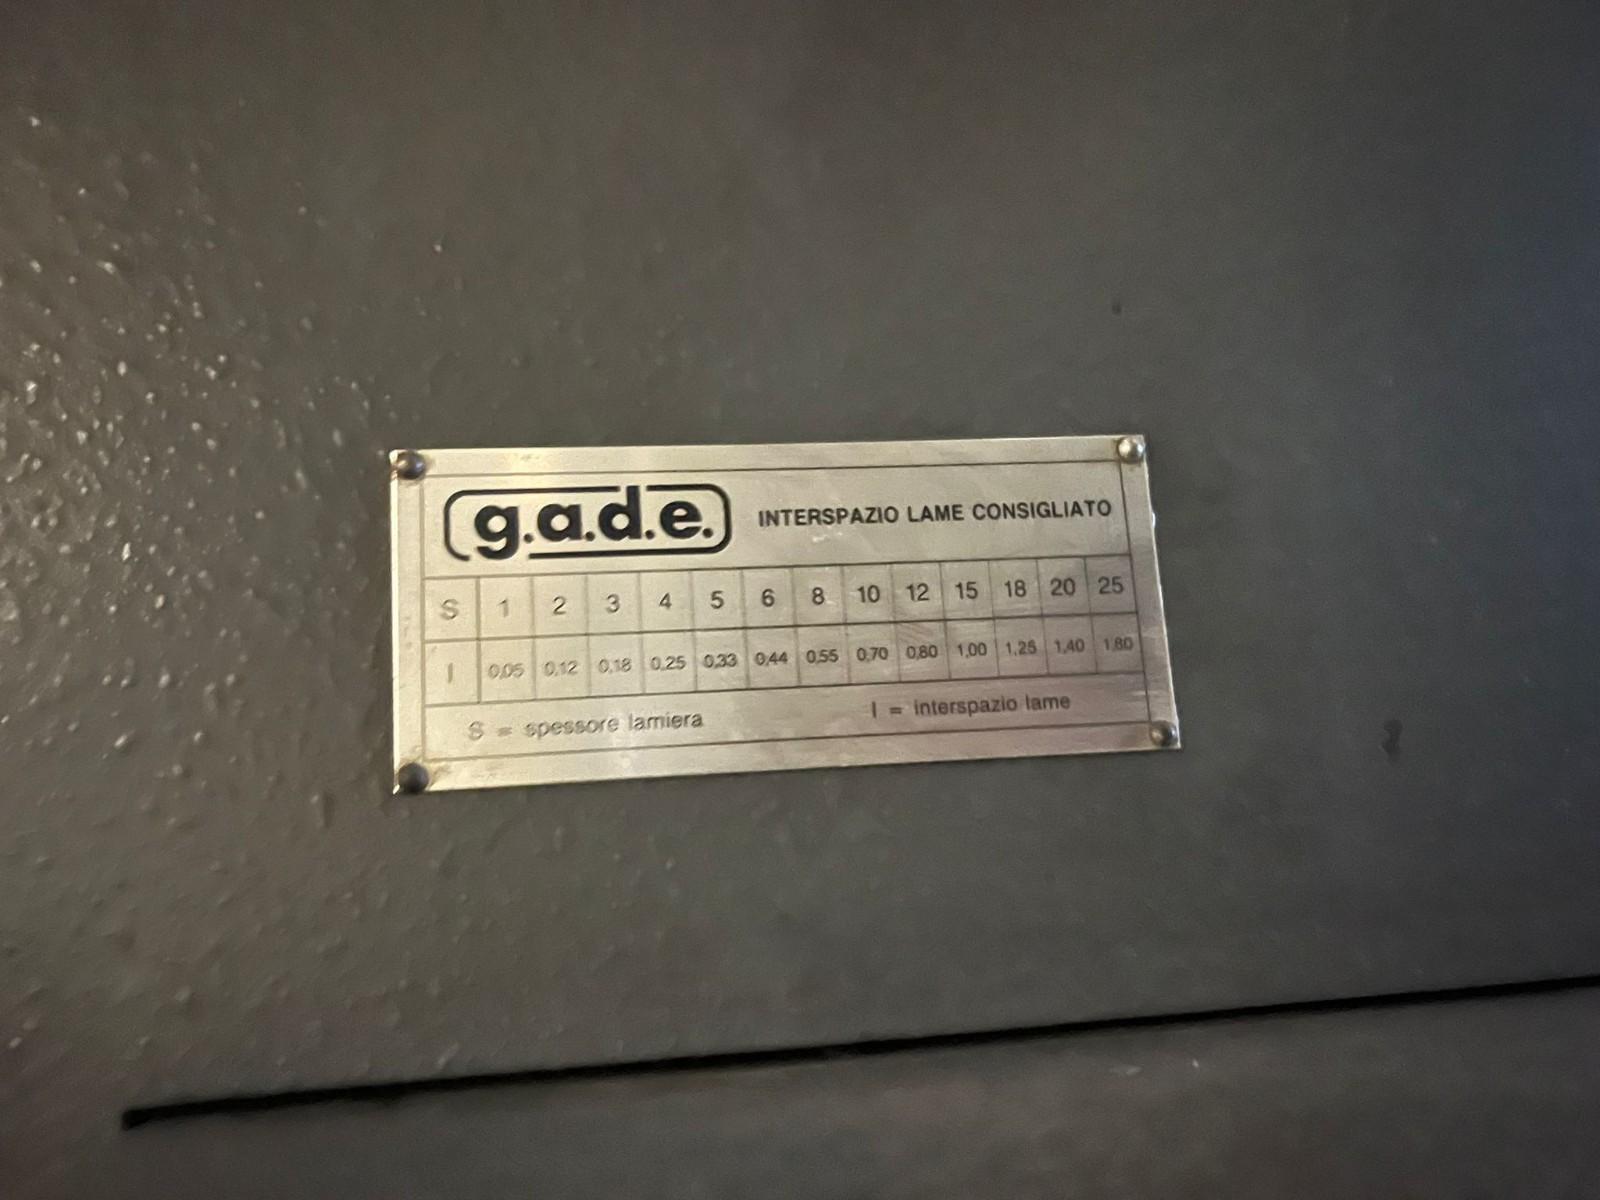 g.a.d.e. INTERSPAZIO LAME CONSIGLIATO
S 1 2 3 4 5 6 8 10 12 15 18 20 25
I 0,05 0,12 0,18 0,25 0,33 0,44 0,55 0,70 0,80 1,00 1,25 1,40 1,80
S = spessore lamiera I = interspazio lame